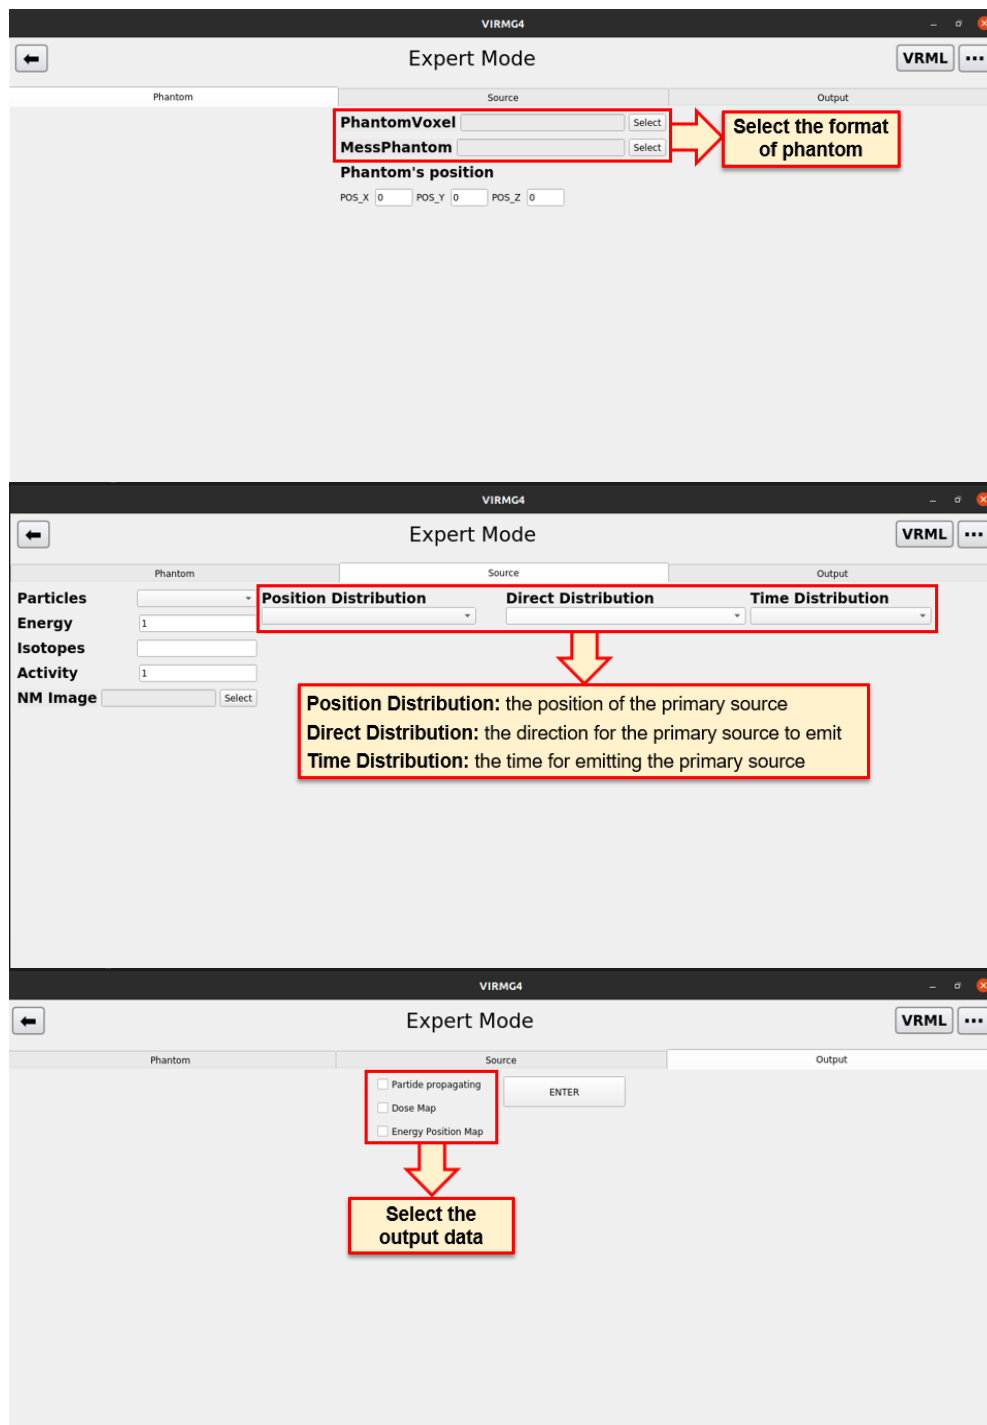 VIRMG4
Expert Mode
VRML ...
Phantom Source Output
PhantomVoxel Select
MessPhantom Select
Phantom's position
POS_X 0 POS_Y 0 POS_Z 0
Select the format
of phantom
VIRMG4
Expert Mode
VRML ...
Phantom Source Output
Particles
Energy 1
Isotopes
Activity 1
NM Image Select
Position Distribution Direct Distribution Time Distribution
Position Distribution: the position of the primary source
Direct Distribution: the direction for the primary source to emit
Time Distribution: the time for emitting the primary source
VIRMG4
Expert Mode
VRML ...
Phantom Source Output
Partide propagating
Dose Map
Energy Position Map
ENTER
Select the
output data